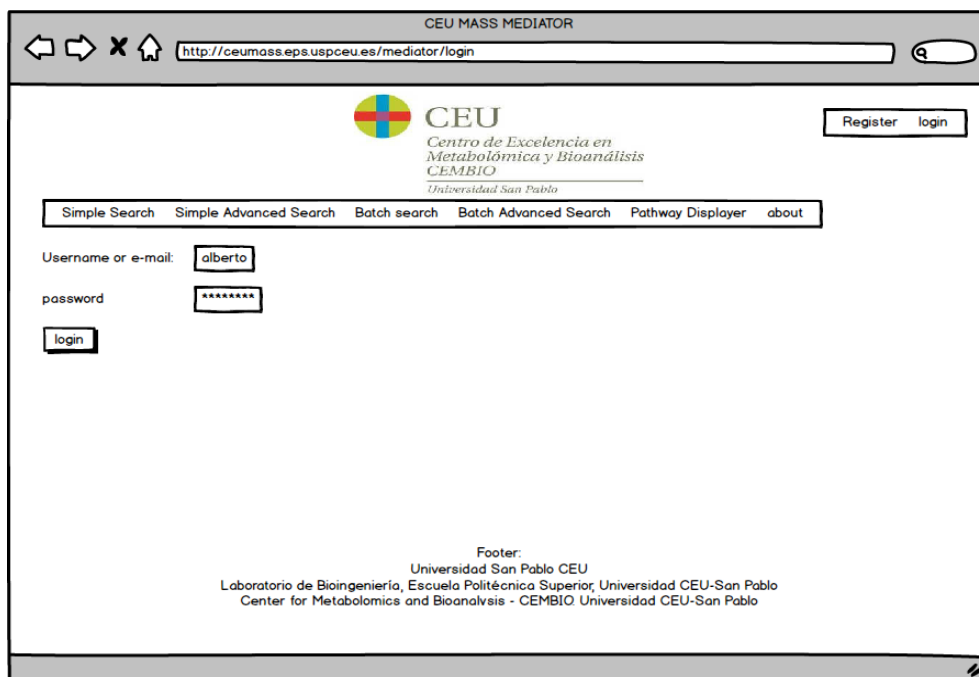 CEU MASS MEDIATOR
http://ceumass.eps.uspceu.es/mediator/login
CEU
Centro de Excelencia en
Metabolómica y Bioanálisis
CEMBIO
Universidad San Pablo
Register login
Simple Search Simple Advanced Search Batch search Batch Advanced Search Pathway Displayer about
Username or e-mail: alberto
password ********
login
Footer:
Universidad San Pablo CEU
Laboratorio de Bioingeniería, Escuela Politécnica Superior, Universidad CEU-San Pablo
Center for Metabolomics and Bioanalysis - CEMBIO. Universidad CEU-San Pablo